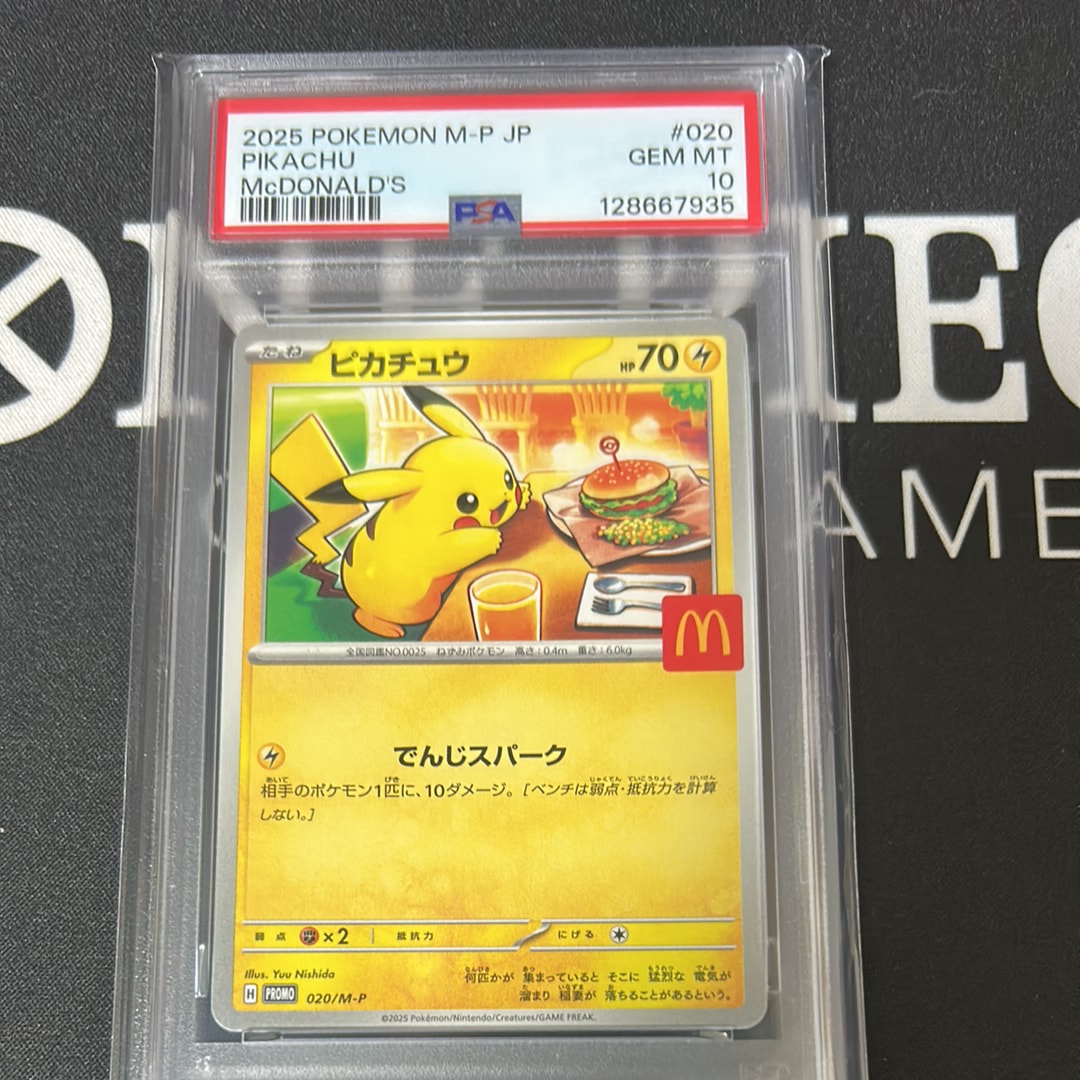 2025 POKEMON M-P JP #020
PIKACHU GEM MT
McDONALD'S 10
PSA 128667935
たね ピカチュウ HP70
全国図鑑NO.0025 ねずみポケモン 高さ:0.4m 重さ:6.0kg
でんじスパーク
相手のポケモン1匹に、10ダメージ。[ベンチは弱点・抵抗力を計算
しない。]
弱点 ×2 抵抗力 にげる
Illus. Yuu Nishida
何匹かが 集まっていると そこに 猛烈な 電気が
溜まり 稲妻が 落ちることがあるという。
H PROMO 020/M-P
©2025 Pokémon/Nintendo/Creatures/GAME FREAK.
AME